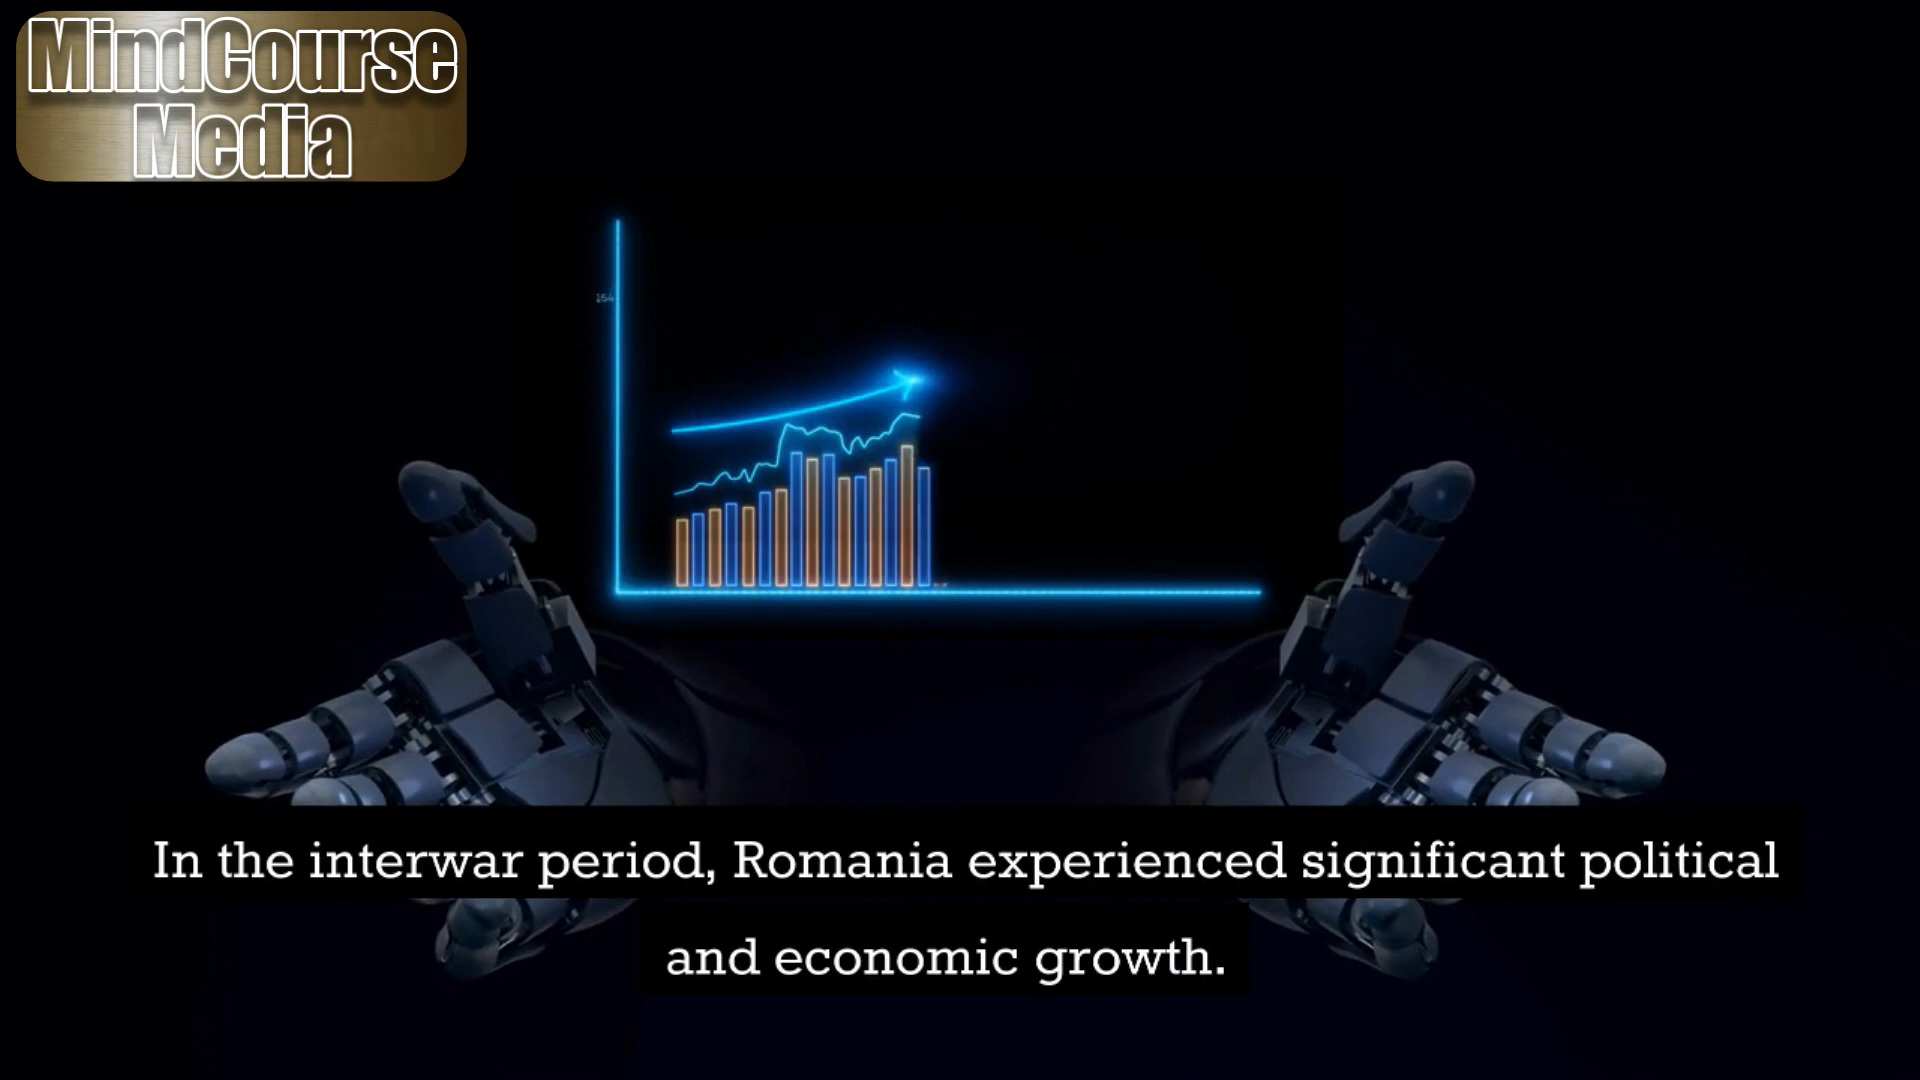 MindCourse
Media
In the interwar period, Romania experienced significant political
and economic growth.